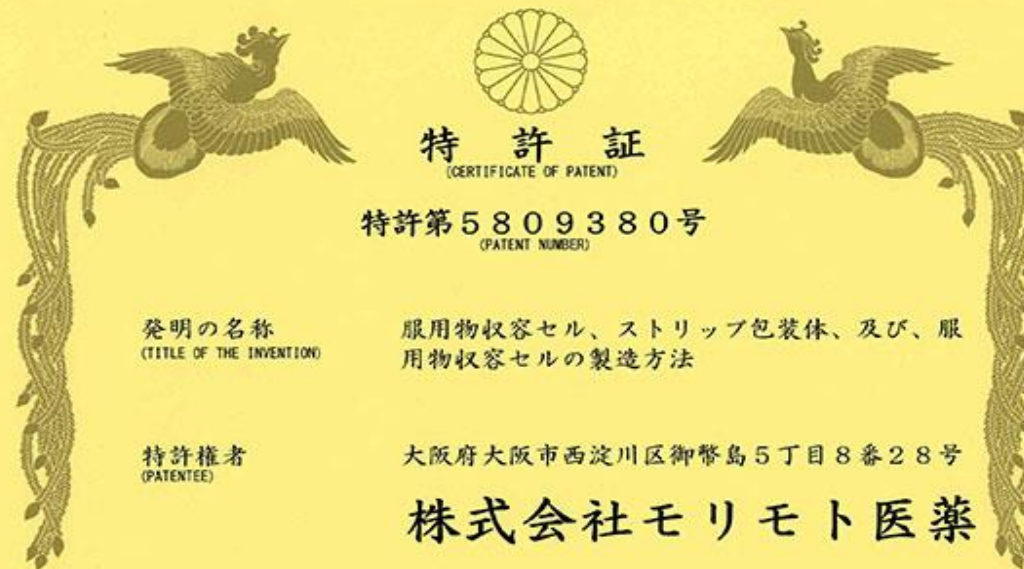 特許証
(CERTIFICATE OF PATENT)
特許第5809380号
(PATENT NUMBER)
発明の名称
(TITLE OF THE INVENTION)
服用物収容セル、ストリップ包装体、及び、服
用物収容セルの製造方法
特許権者
(PATENTEE)
大阪府大阪市西淀川区御幣島5丁目8番28号
株式会社モリモト医薬